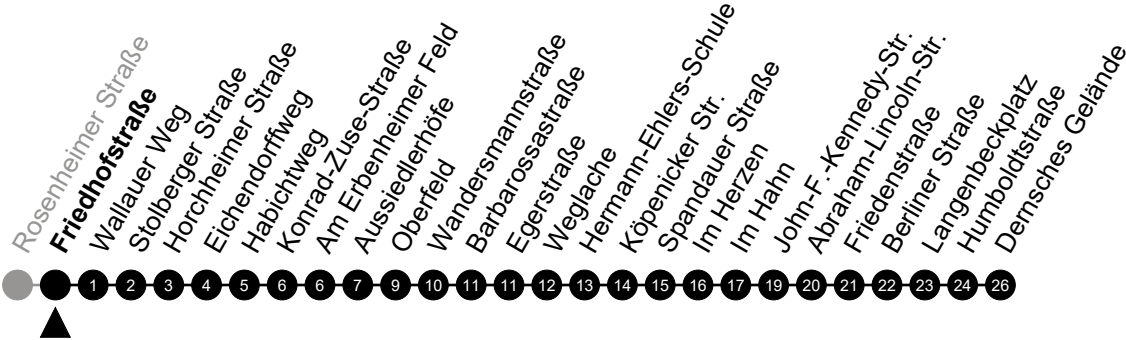 Rosenheimer Straße
Friedhofstraße
Wallauer Weg
Stolberger Straße
Horchheimer Straße
Eichendorffweg
Habichtweg
Konrad-Zuse-Straße
Am Erbenheimer Feld
Aussiedlerhöfe
Oberfeld
Wandersmannstraße
Barbarossastraße
Egerstraße
Weglache
Hermann-Ehlers-Schule
Köpenicker Str.
Spandauer Straße
Im Herzen
Im Hahn
John-F.-Kennedy-Str.
Abraham-Lincoln-Str.
Friedenstraße
Berliner Straße
Langenbeckplatz
Humboldtstraße
Dernsches Gelände
1 2 3 4 5 6 6 7 9 10 11 11 12 13 14 15 16 17 19 20 21 22 23 24 26